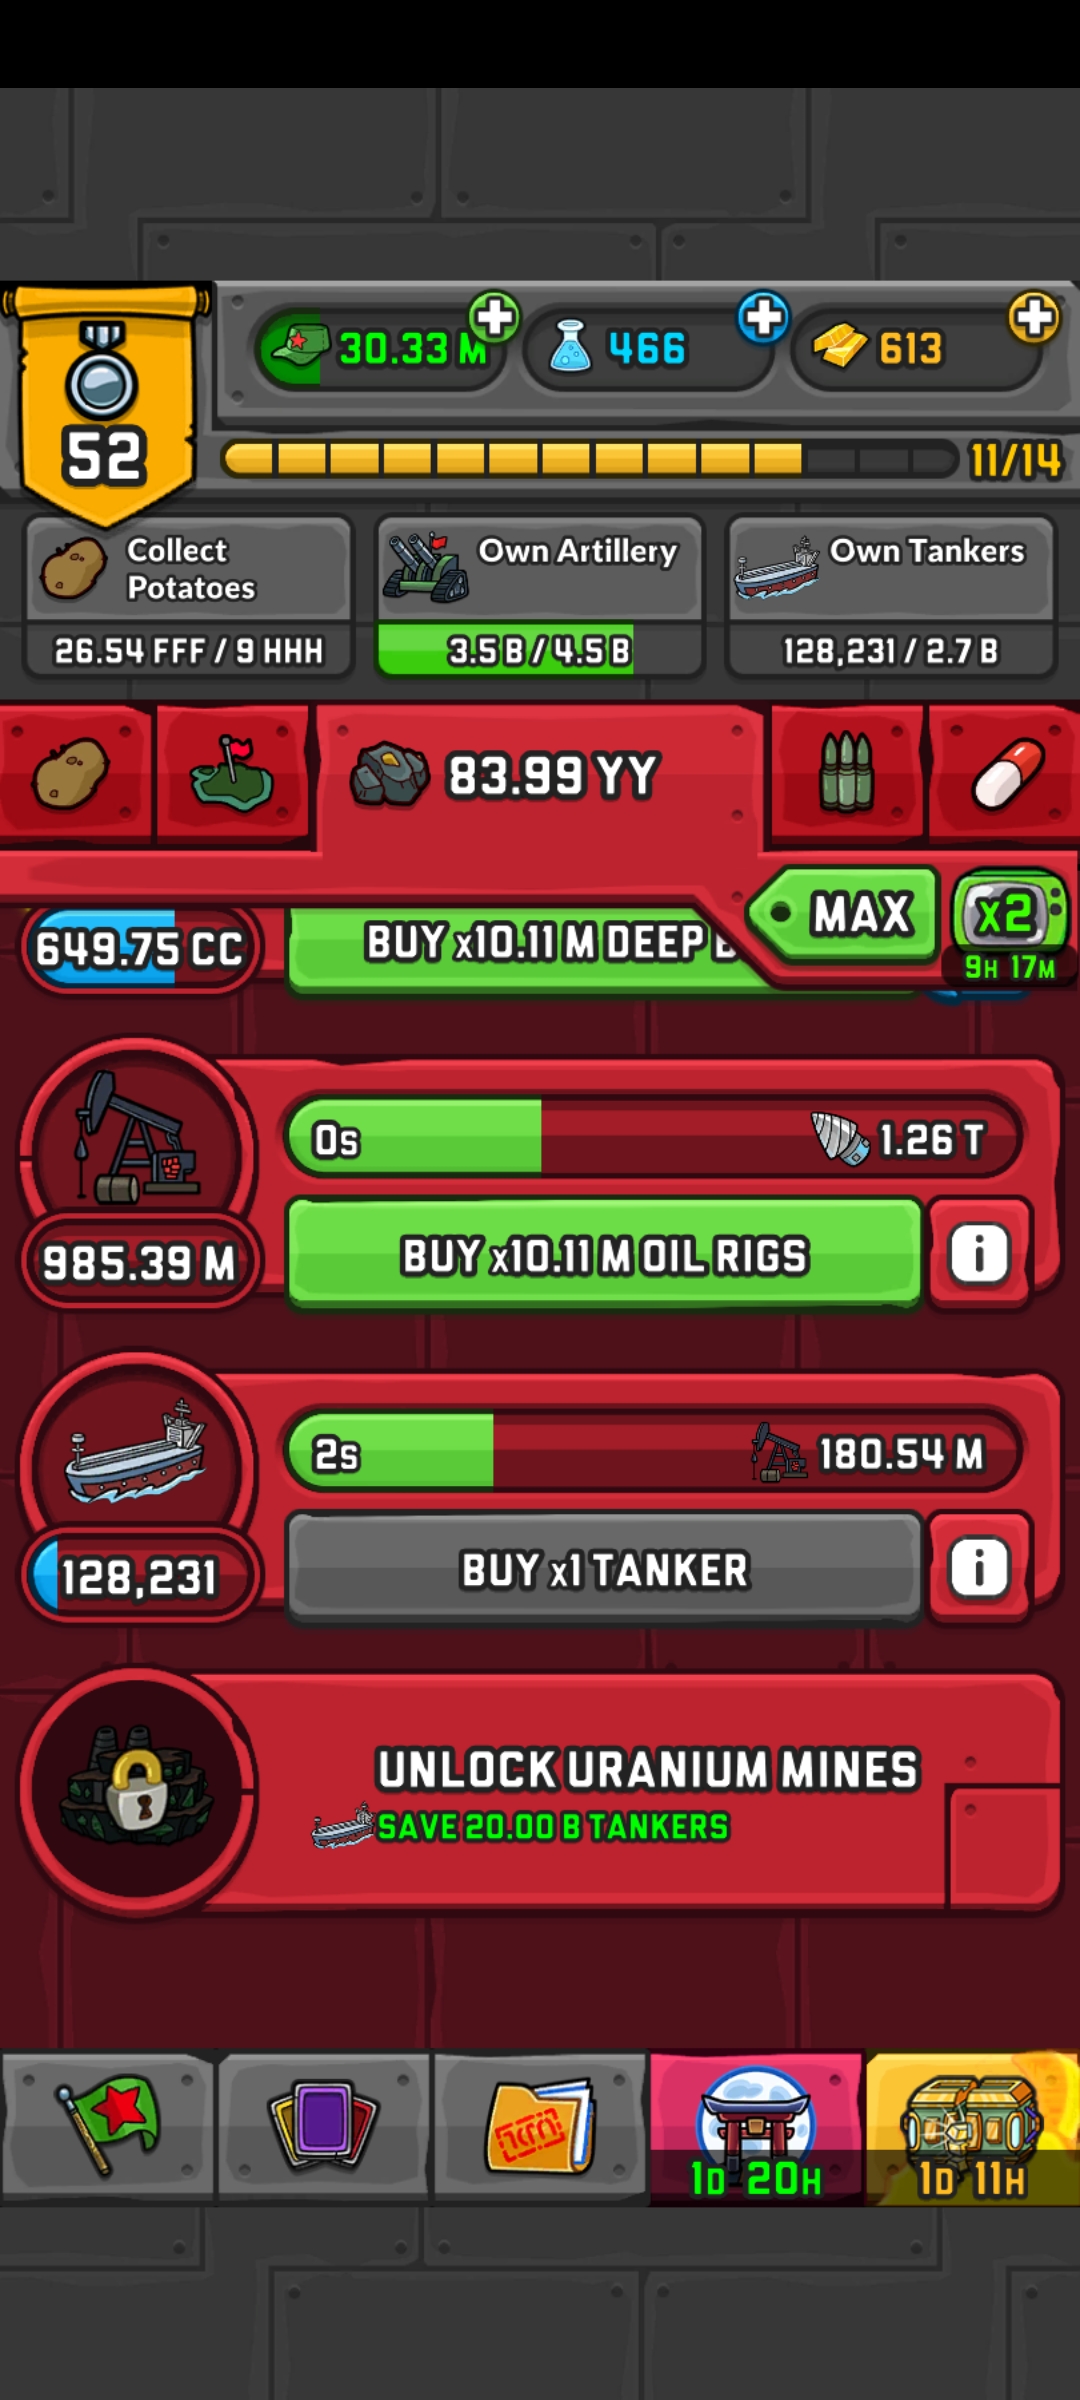 30.33 M
466
613
52
11/14
Collect
Potatoes
Own Artillery
Own Tankers
26.54 FFF / 9 HHH
3.5 B / 4.5 B
128,231 / 2.7 B
83.99 YY
MAX
x2
9H 17M
649.75 CC
BUY x10.11 M DEEP
0s
1.26 T
985.39 M
BUY x10.11 M OIL RIGS
i
2s
180.54 M
128,231
BUY x1 TANKER
i
UNLOCK URANIUM MINES
SAVE 20.00 B TANKERS
1D 20H
1D 11H